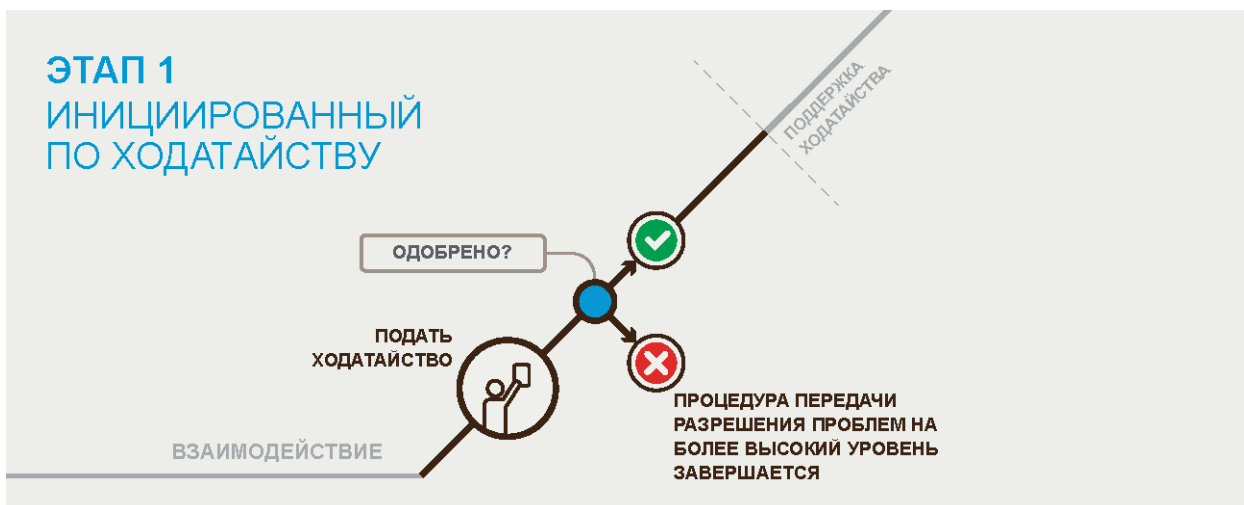 ЭТАП 1
ИНИЦИИРОВАННЫЙ
ПО ХОДАТАЙСТВУ
ПОДДЕРЖКА
ХОДАТАЙСТВА
ОДОБРЕНО?
ПОДАТЬ
ХОДАТАЙСТВО
ПРОЦЕДУРА ПЕРЕДАЧИ
РАЗРЕШЕНИЯ ПРОБЛЕМ НА
БОЛЕЕ ВЫСОКИЙ УРОВЕНЬ
ЗАВЕРШАЕТСЯ
ВЗАИМОДЕЙСТВИЕ